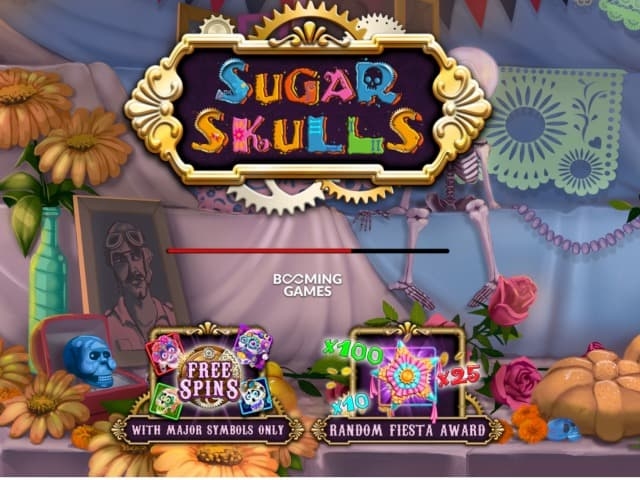 SUGAR
SKULLS
BOOMING
GAMES
FREE
SPINS
WITH MAJOR SYMBOLS ONLY
X100
X25
X10
RANDOM FIESTA AWARD